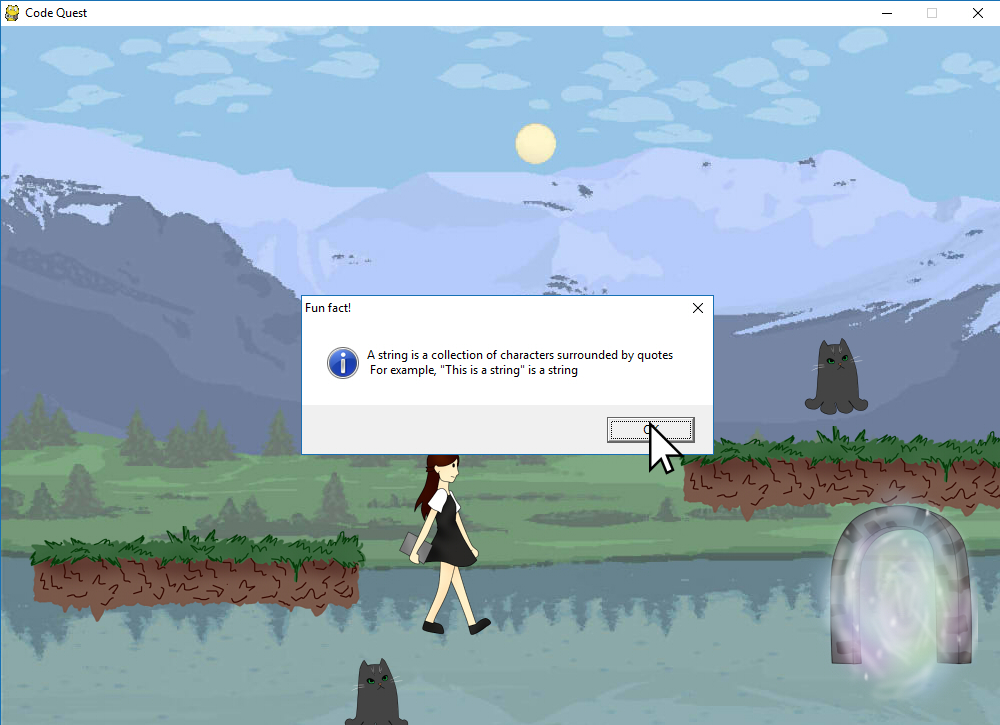 Code Quest
Fun fact!
A string is a collection of characters surrounded by quotes
For example, "This is a string" is a string